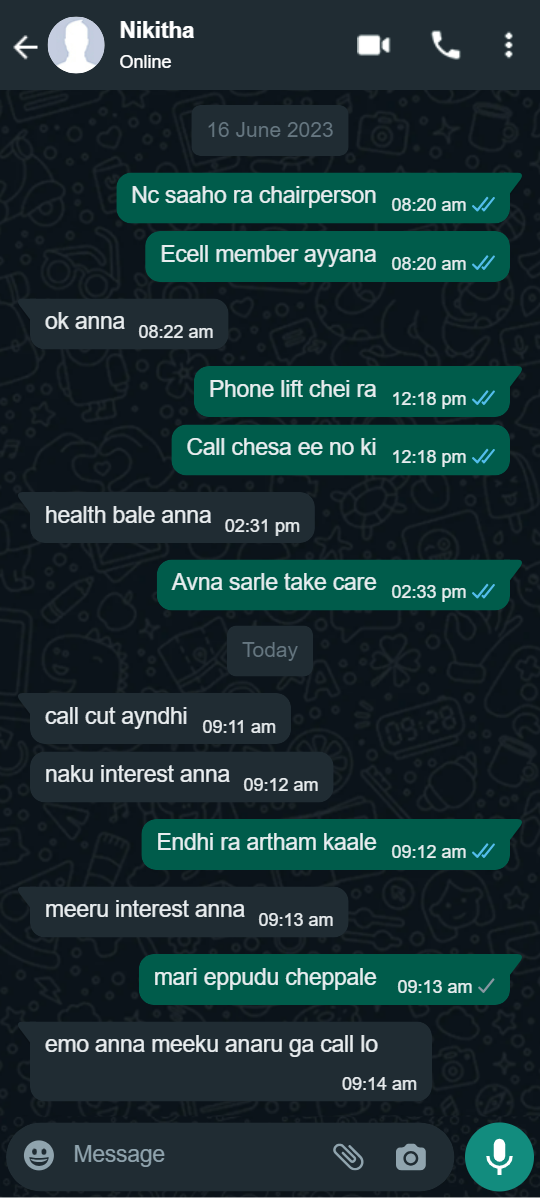 Nikitha
Online
16 June 2023
Nc saaho ra chairperson 08:20 am
Ecell member ayyana 08:20 am
ok anna 08:22 am
Phone lift chei ra 12:18 pm
Call chesa ee no ki 12:18 pm
health bale anna 02:31 pm
Avna sarle take care 02:33 pm
Today
call cut ayndhi 09:11 am
naku interest anna 09:12 am
Endhi ra artham kaale 09:12 am
meeru interest anna 09:13 am
mari eppudu cheppale 09:13 am
emo anna meeku anaru ga call lo
09:14 am
Message